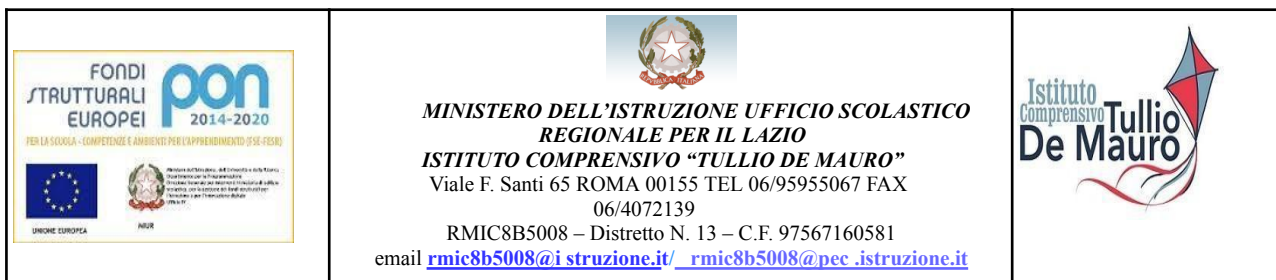 FONDI
STRUTTURALI
EUROPEI
pon
2014-2020
PER LA SCUOLA - COMPETENZE E AMBIENTI PER L'APPRENDIMENTO (FSE-FESR)
UNIONE EUROPEA
MIUR
REPVBBLICA ITALIANA
MINISTERO DELL’ISTRUZIONE UFFICIO SCOLASTICO
REGIONALE PER IL LAZIO
ISTITUTO COMPRENSIVO “TULLIO DE MAURO”
Viale F. Santi 65 ROMA 00155 TEL 06/95955067 FAX
06/4072139
RMIC8B5008 – Distretto N. 13 – C.F. 97567160581
email rmic8b5008@i struzione.it/ rmic8b5008@pec .istruzione.it
Istituto
Comprensivo
Tullio
De Mauro